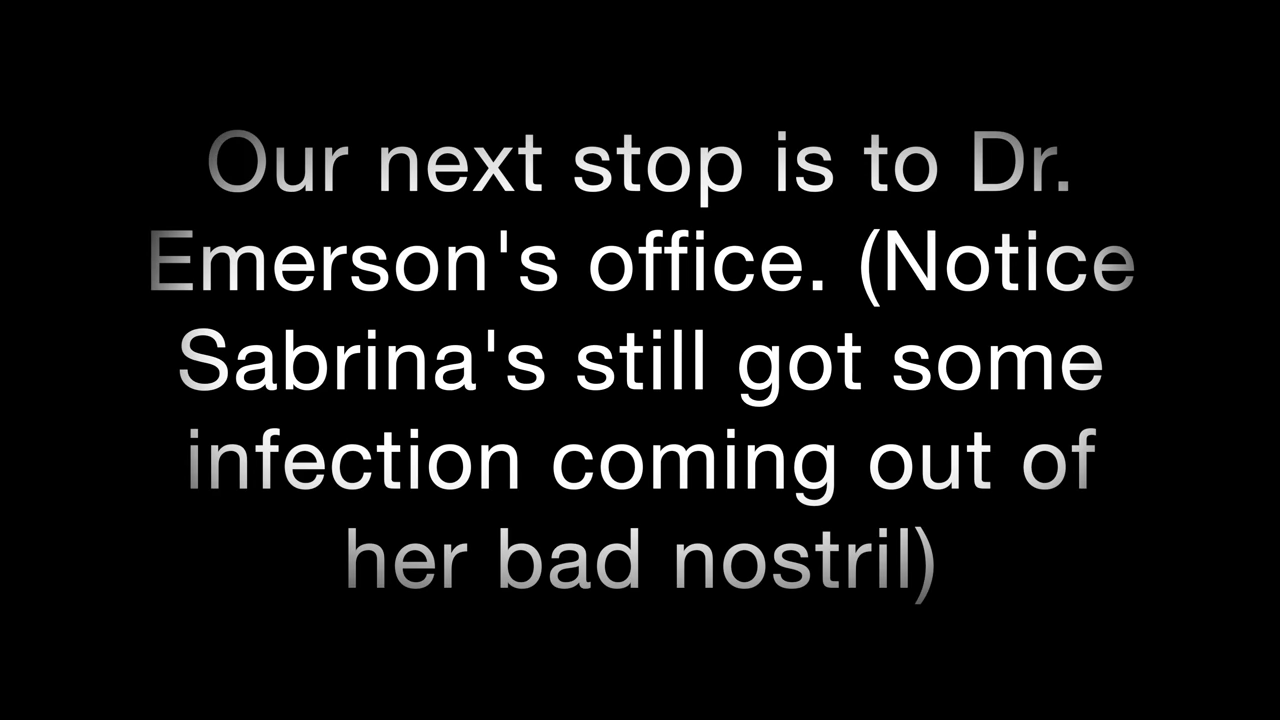 Our next stop is to Dr.
Emerson's office. (Notice
Sabrina's still got some
infection coming out of
her bad nostril)